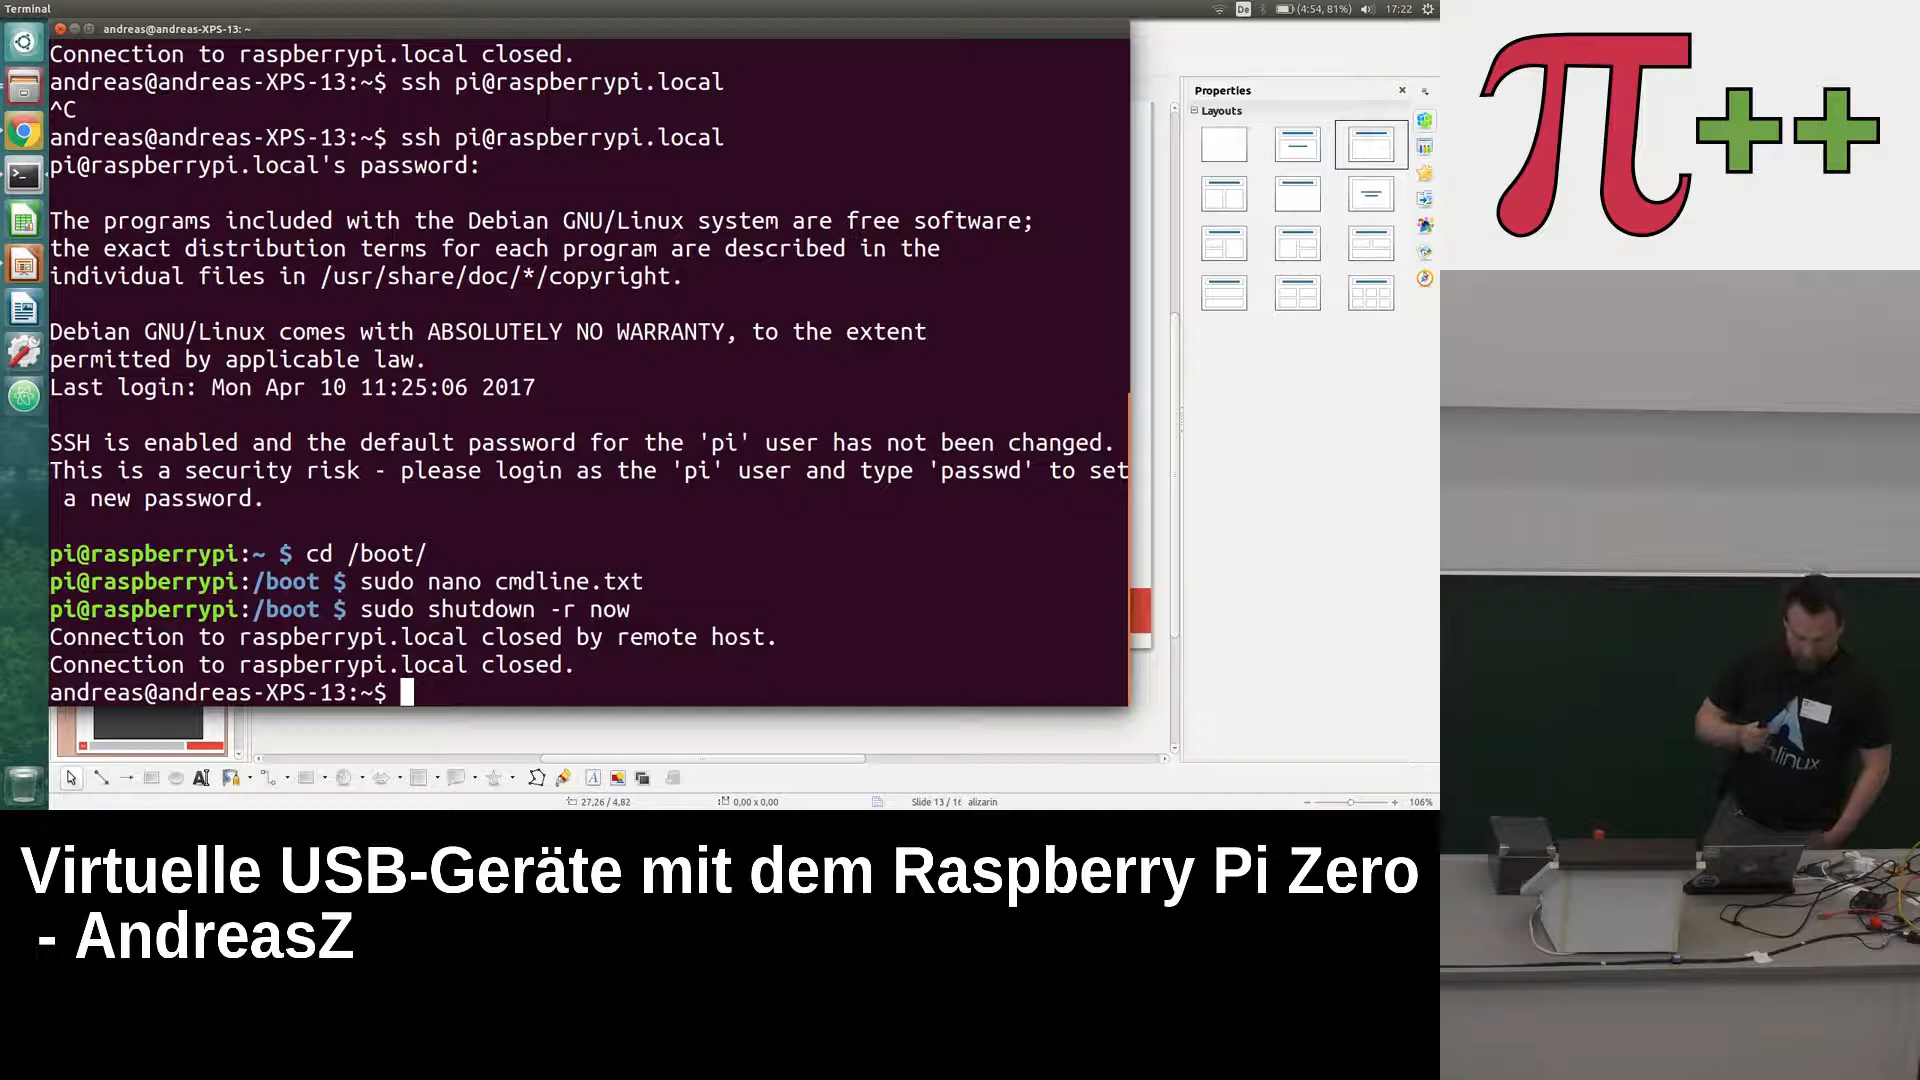 Terminal
De
(4:54, 81%)
17:22
andreas@andreas-XPS-13: ~
Connection to raspberrypi.local closed.
andreas@andreas-XPS-13:~$ ssh pi@raspberrypi.local
^C
andreas@andreas-XPS-13:~$ ssh pi@raspberrypi.local
pi@raspberrypi.local's password:
The programs included with the Debian GNU/Linux system are free software;
the exact distribution terms for each program are described in the
individual files in /usr/share/doc/*/copyright.
Debian GNU/Linux comes with ABSOLUTELY NO WARRANTY, to the extent
permitted by applicable law.
Last login: Mon Apr 10 11:25:06 2017
SSH is enabled and the default password for the 'pi' user has not been changed.
This is a security risk - please login as the 'pi' user and type 'passwd' to set
a new password.
pi@raspberrypi:~ $ cd /boot/
pi@raspberrypi:/boot $ sudo nano cmdline.txt
pi@raspberrypi:/boot $ sudo shutdown -r now
Connection to raspberrypi.local closed by remote host.
Connection to raspberrypi.local closed.
andreas@andreas-XPS-13:~$
Properties
Layouts
27,26 / 4,82
0,00 x 0,00
Slide 13 / 16
alizarin
106%
π++
Virtuelle USB-Geräte mit dem Raspberry Pi Zero
- AndreasZ